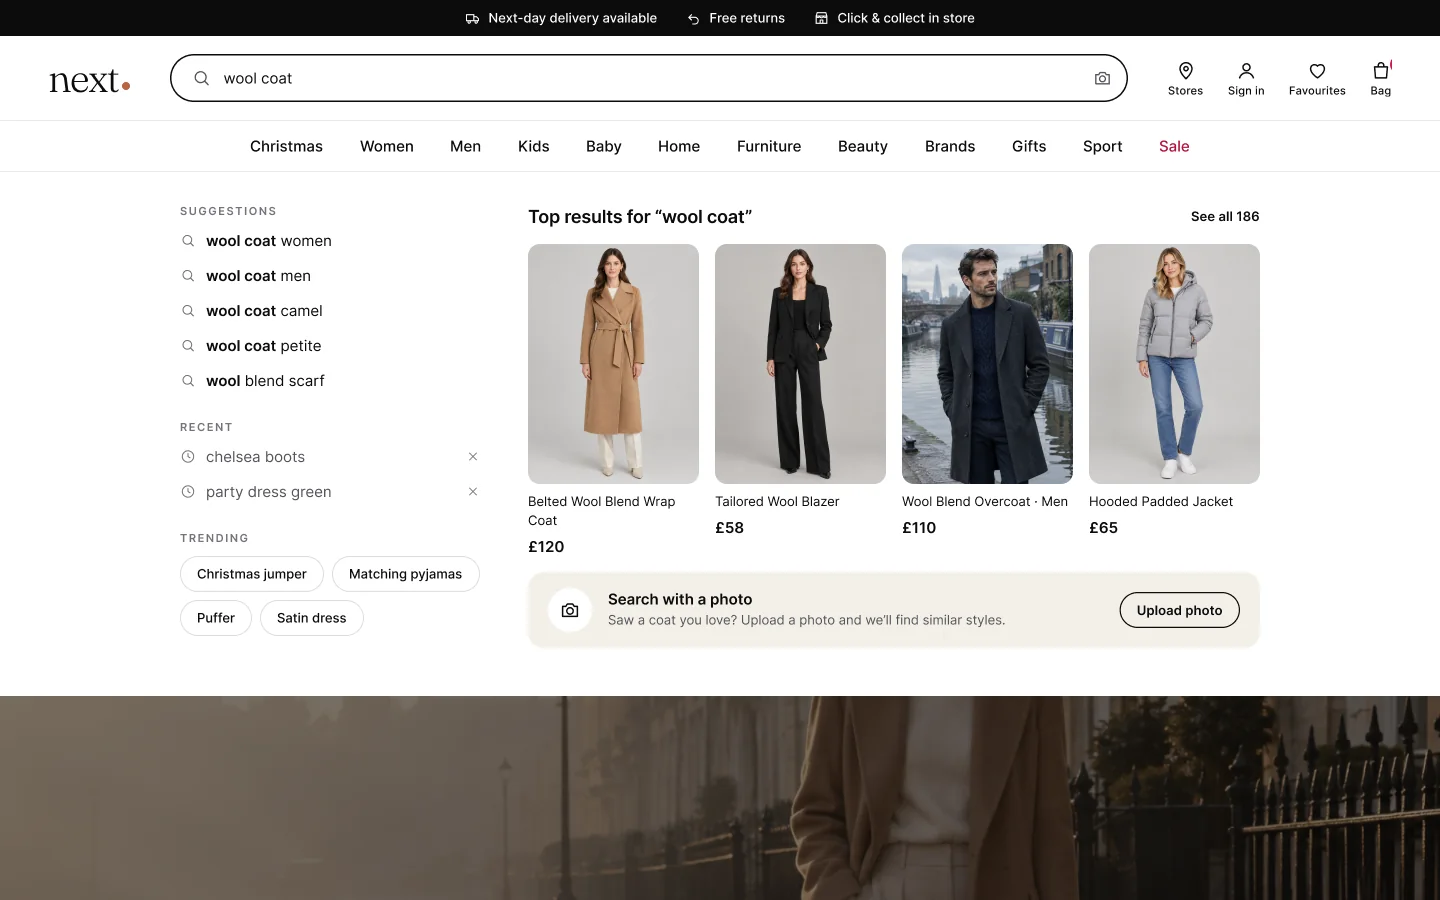 Next-day delivery available
Free returns
Click & collect in store
next.
wool coat
Stores
Sign in
Favourites
Bag
Christmas
Women
Men
Kids
Baby
Home
Furniture
Beauty
Brands
Gifts
Sport
Sale
SUGGESTIONS
wool coat women
wool coat men
wool coat camel
wool coat petite
wool blend scarf
RECENT
chelsea boots
party dress green
TRENDING
Christmas jumper
Matching pyjamas
Puffer
Satin dress
Top results for “wool coat”
See all 186
Belted Wool Blend Wrap
Coat
£120
Tailored Wool Blazer
£58
Wool Blend Overcoat · Men
£110
Hooded Padded Jacket
£65
Search with a photo
Saw a coat you love? Upload a photo and we’ll find similar styles.
Upload photo